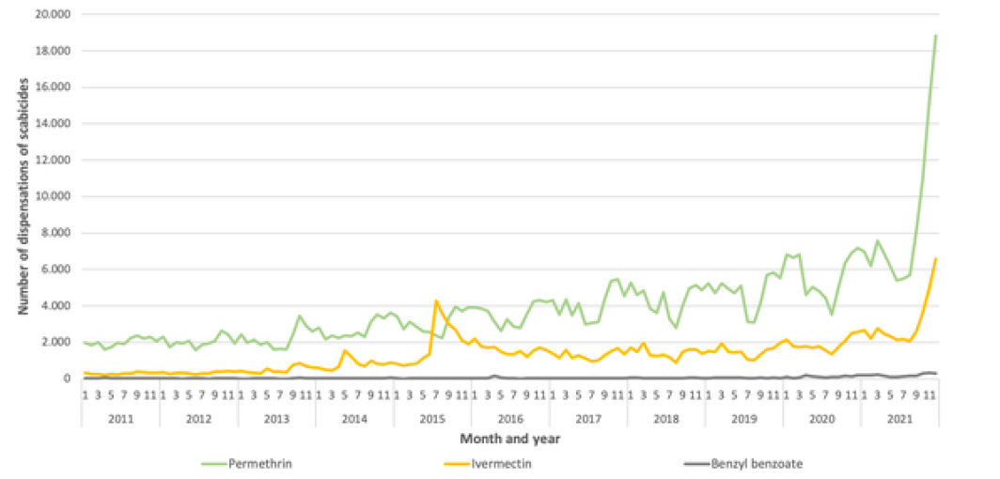 Number of dispensations of scabicides
20.000
18.000
16.000
14.000
12.000
10.000
8.000
6.000
4.000
2.000
0
1 3 5 7 9 11 1 3 5 7 9 11 1 3 5 7 9 11 1 3 5 7 9 11 1 3 5 7 9 11 1 3 5 7 9 11 1 3 5 7 9 11 1 3 5 7 9 11 1 3 5 7 9 11 1 3 5 7 9 11 1 3 5 7 9 11
2011 2012 2013 2014 2015 2016 2017 2018 2019 2020 2021
Month and year
Permethrin Ivermectin Benzyl benzoate